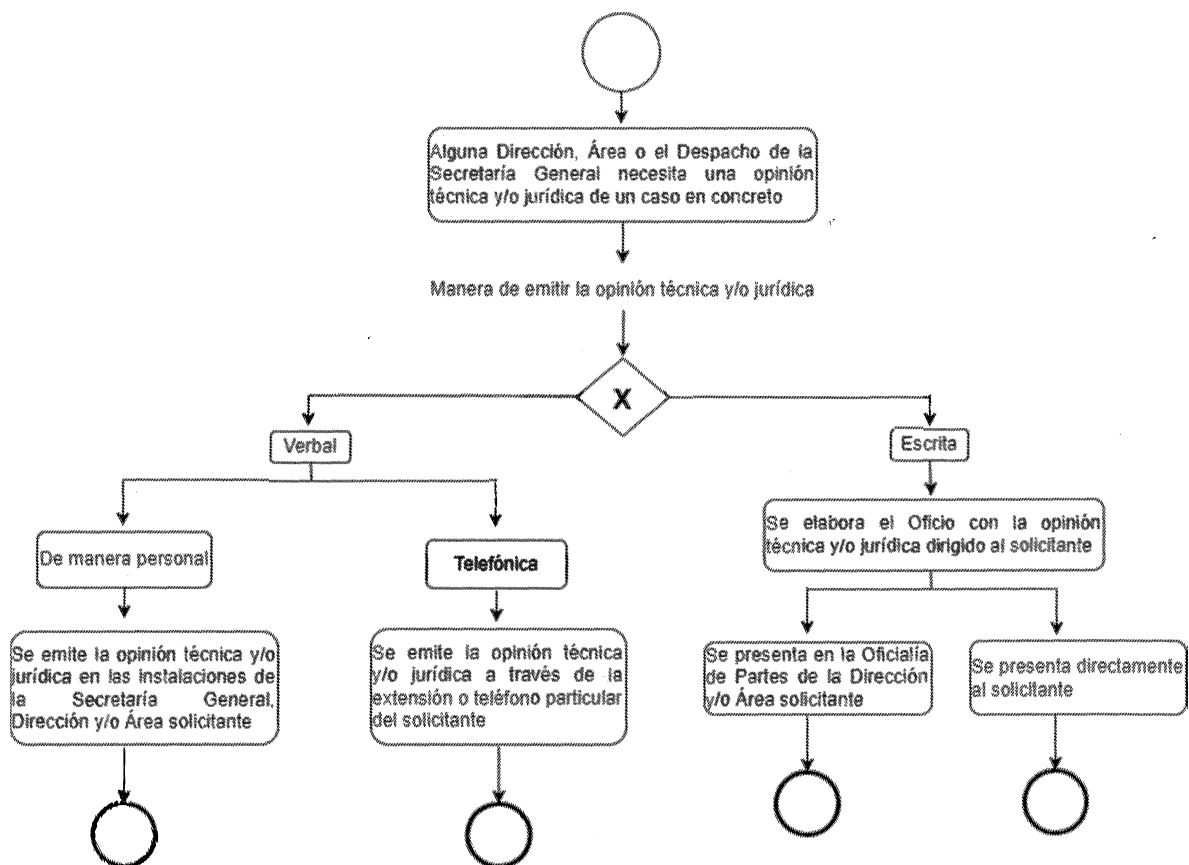 Alguna Dirección, Área o el Despacho de la
Secretaría General necesita una opinión
técnica y/o jurídica de un caso en concreto
Manera de emitir la opinión técnica y/o jurídica
X
Verbal
Escrita
De manera personal
Telefónica
Se elabora el Oficio con la opinión
técnica y/o jurídica dirigido al solicitante
Se emite la opinión técnica y/o
jurídica en las instalaciones de
la Secretaría General,
Dirección y/o Área solicitante
Se emite la opinión técnica
y/o jurídica a través de la
extensión o teléfono particular
del solicitante
Se presenta en la Oficialía
de Partes de la Dirección
y/o Área solicitante
Se presenta directamente
al solicitante